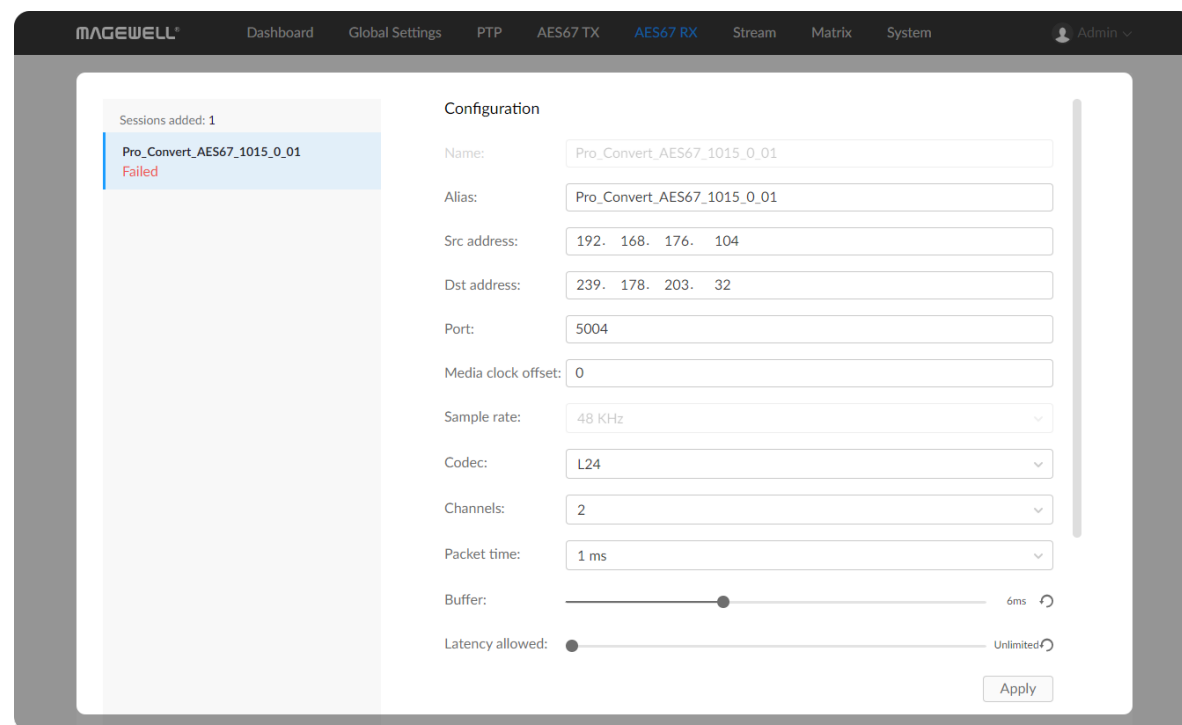 MAGEWELL® Dashboard Global Settings PTP AES67 TX AES67 RX Stream Matrix System Admin
Sessions added: 1
Pro_Convert_AES67_1015_0_01
Failed
Configuration
Name: Pro_Convert_AES67_1015_0_01
Alias: Pro_Convert_AES67_1015_0_01
Src address: 192. 168. 176. 104
Dst address: 239. 178. 203. 32
Port: 5004
Media clock offset: 0
Sample rate: 48 KHz
Codec: L24
Channels: 2
Packet time: 1 ms
Buffer: 6ms
Latency allowed: Unlimited
Apply